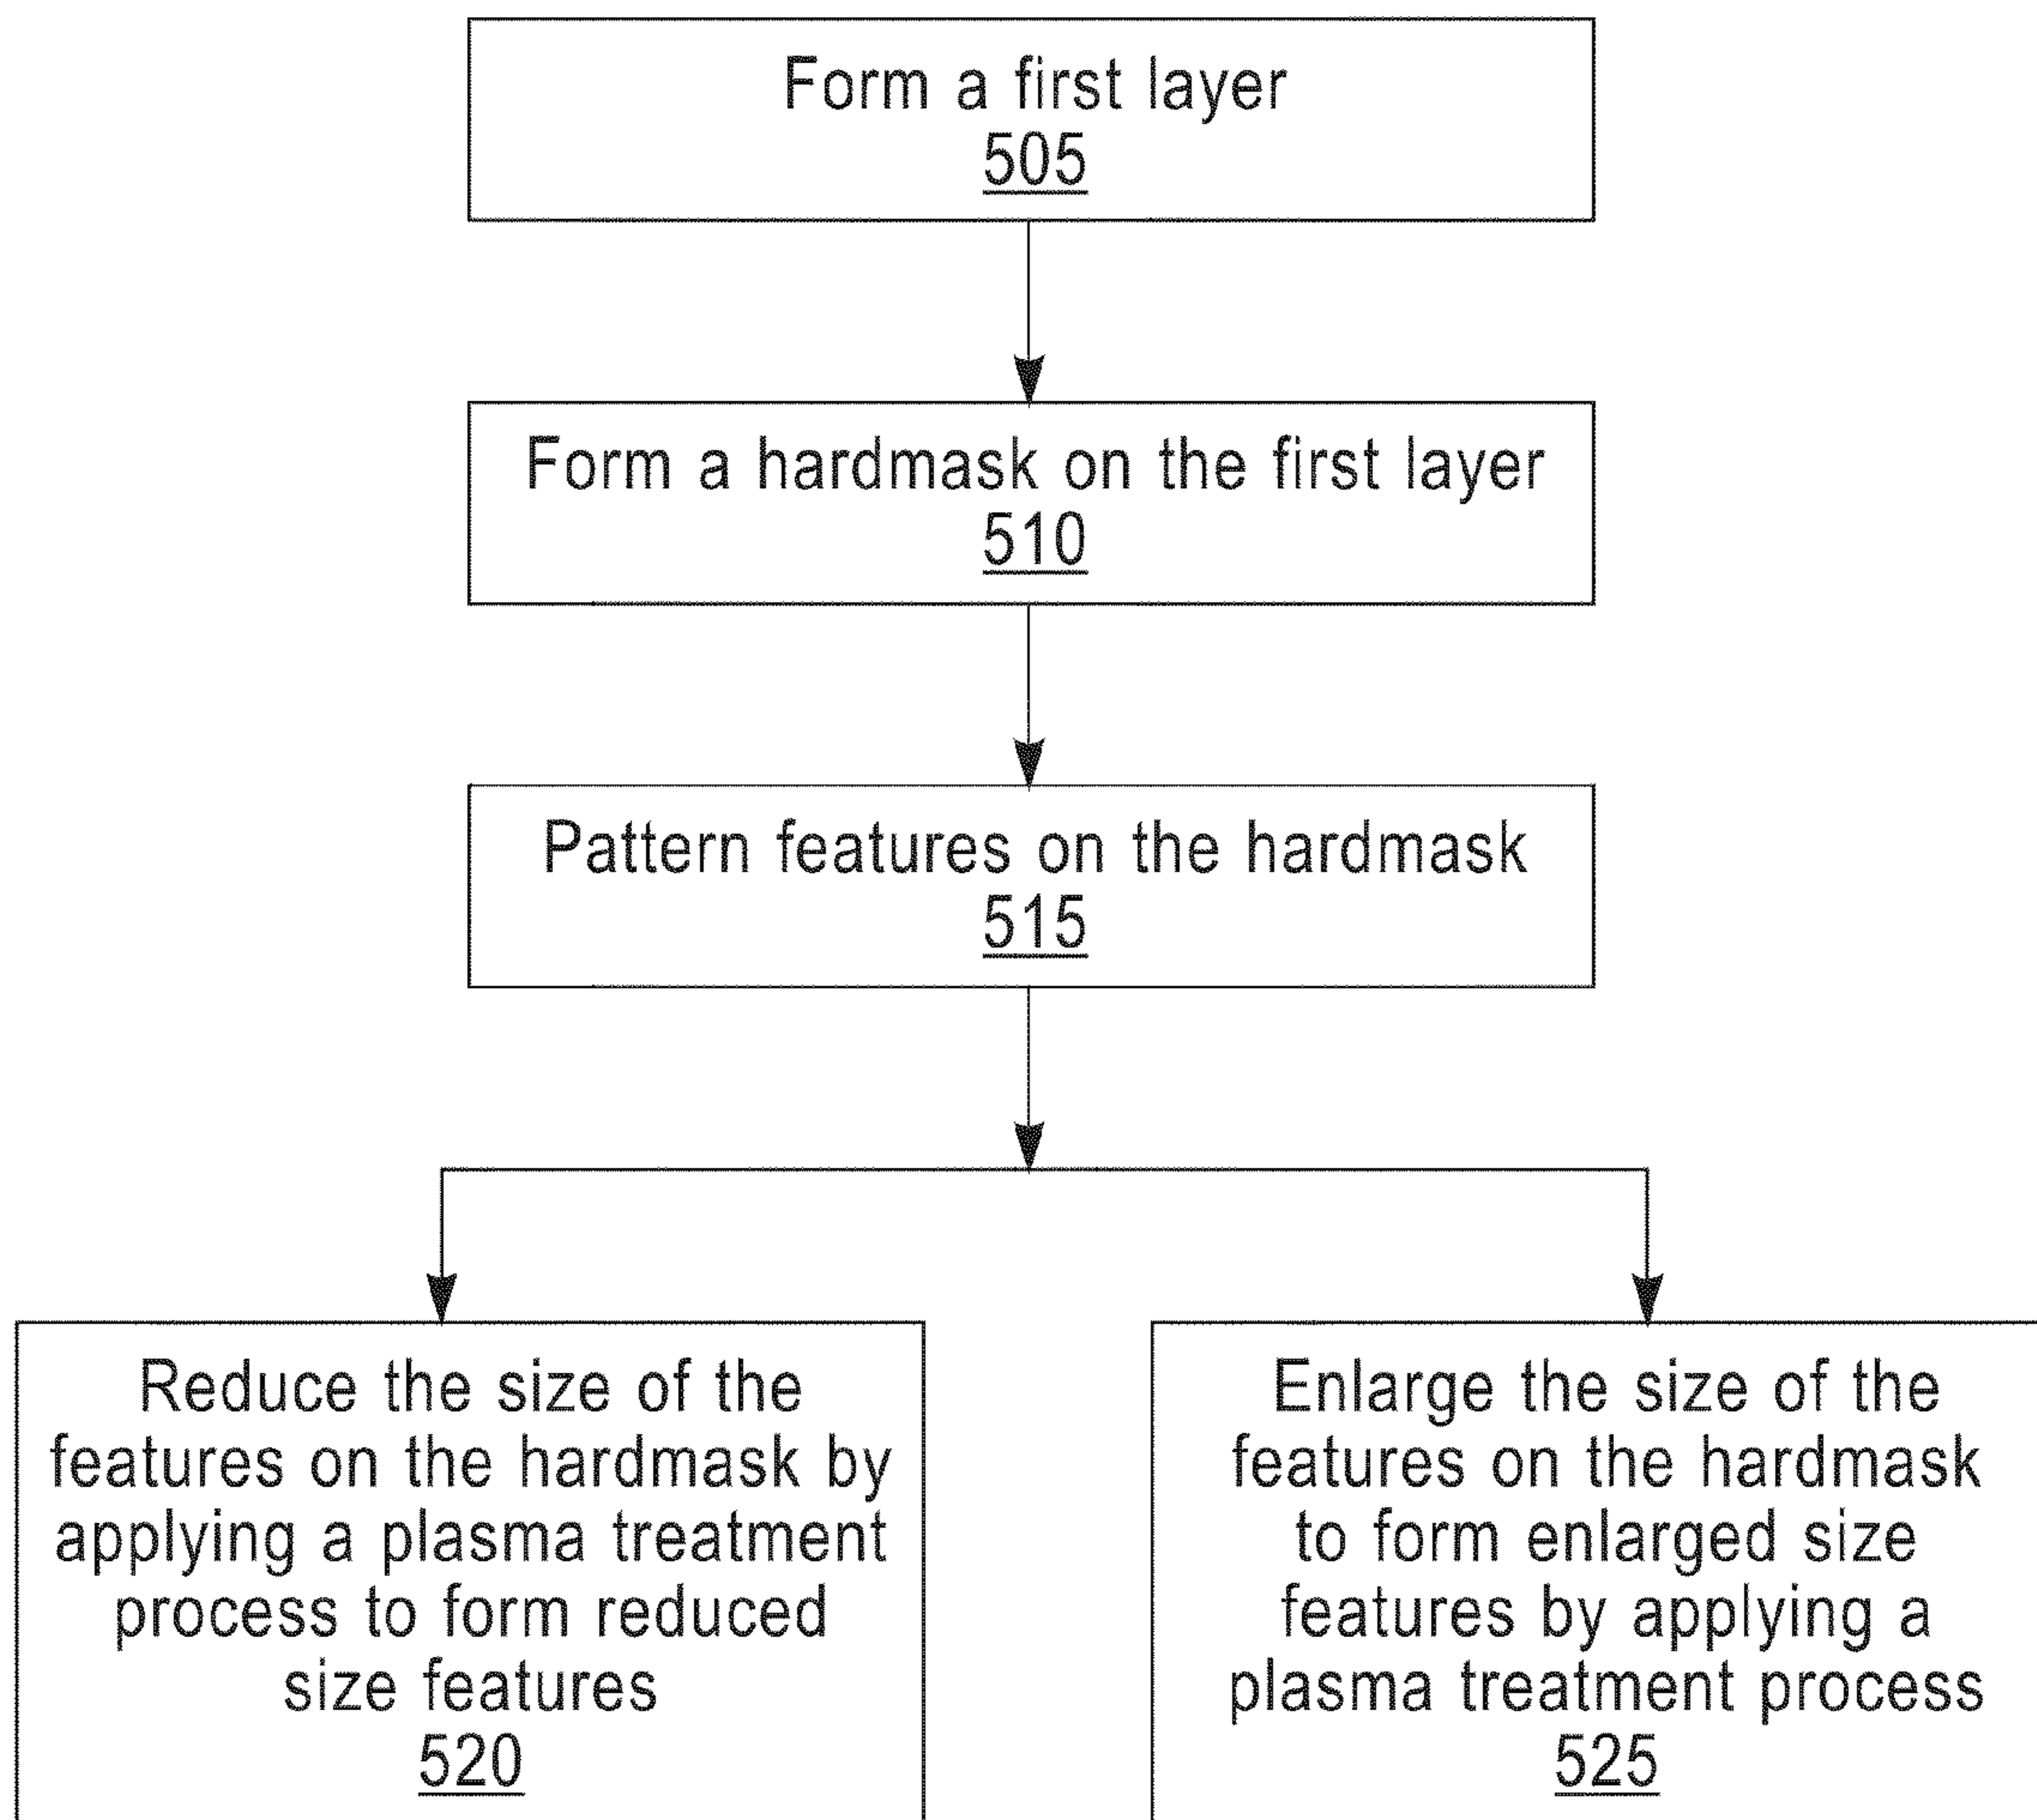 Form a first layer
505
Form a hardmask on the first layer
510
Pattern features on the hardmask
515
Reduce the size of the
features on the hardmask by
applying a plasma treatment
process to form reduced
size features
520
Enlarge the size of the
features on the hardmask
to form enlarged size
features by applying a
plasma treatment process
525